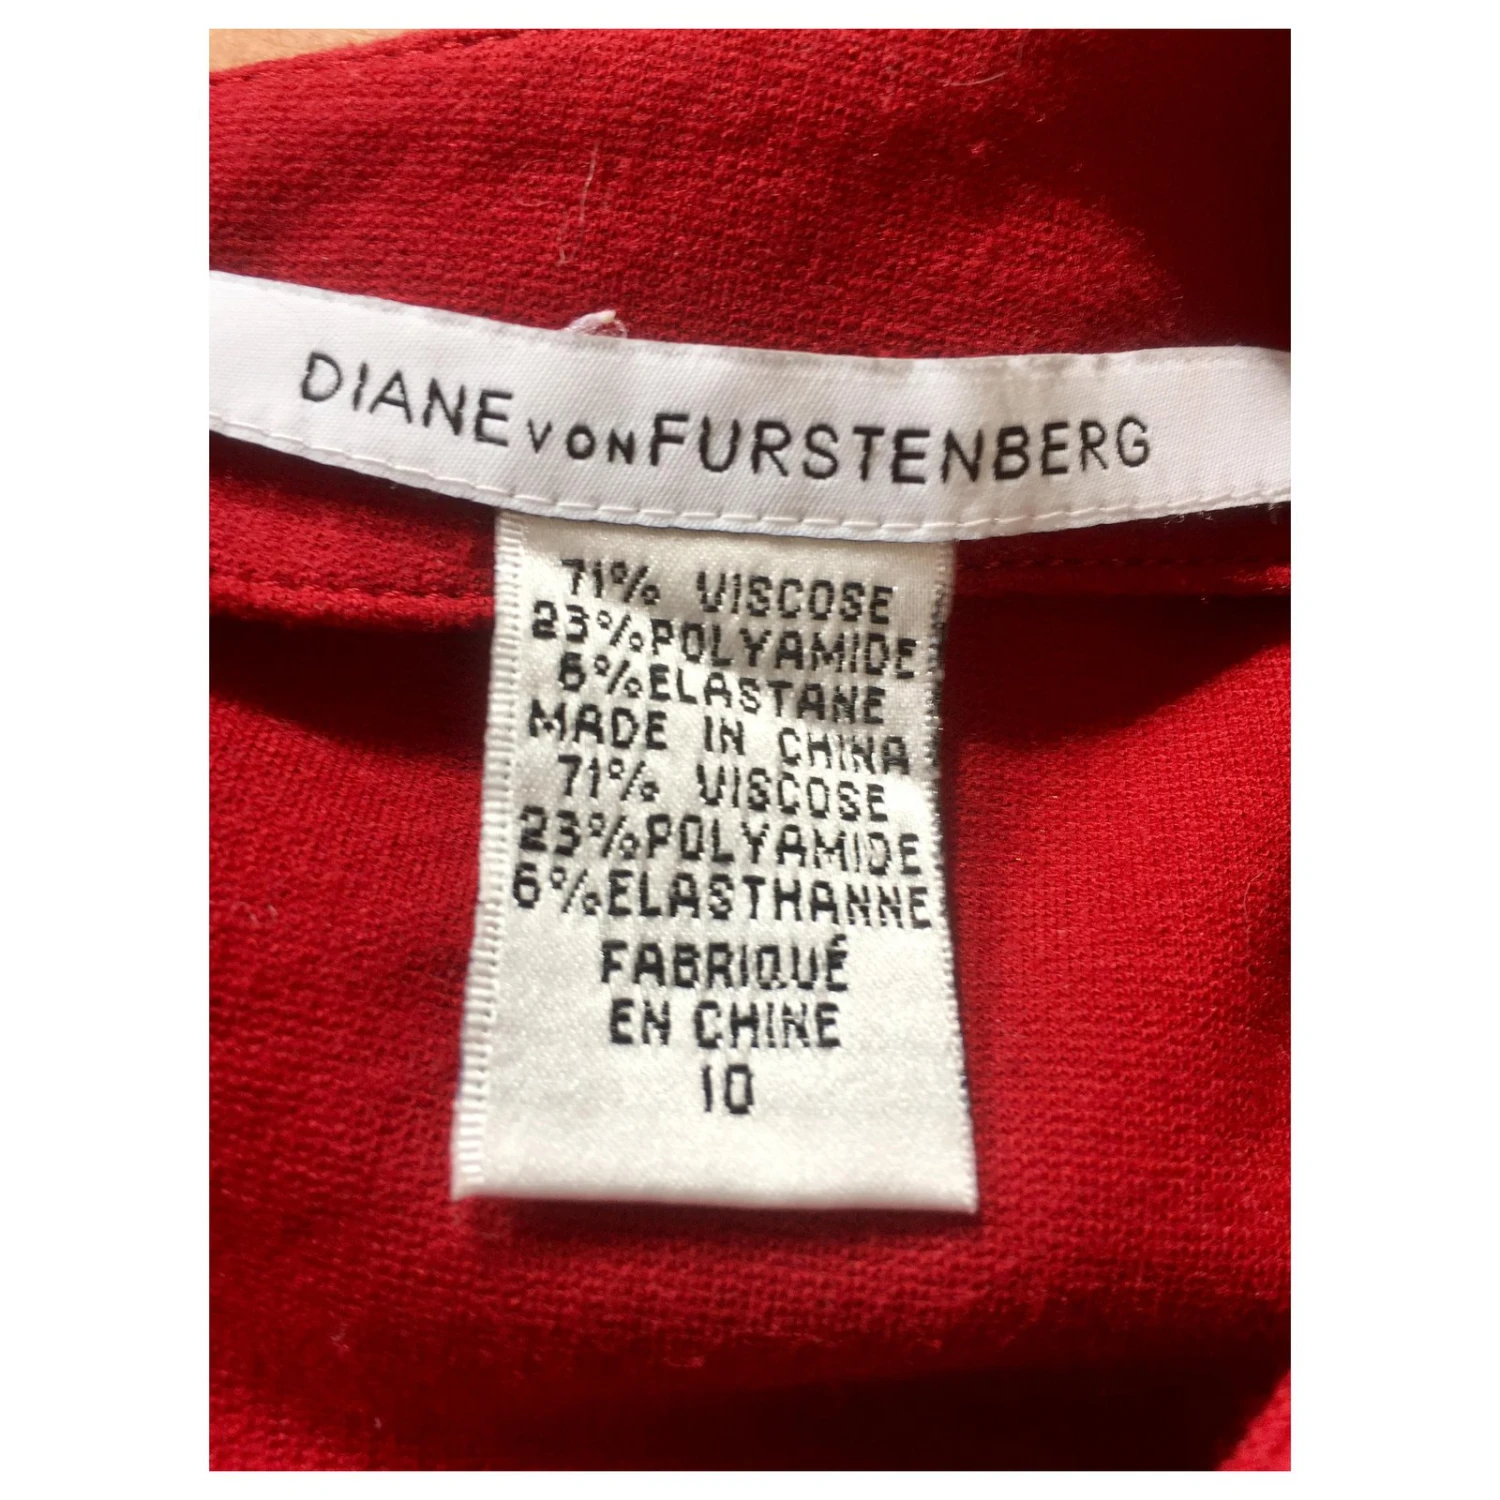 DIANE VON FURSTENBERG
71% VISCOSE
23%POLYAMIDE
6%ELASTANE
MADE IN CHINA
71% VISCOSE
23%POLYAMIDE
6%ELASTHANNE
FABRIQUÉ
EN CHINE
10